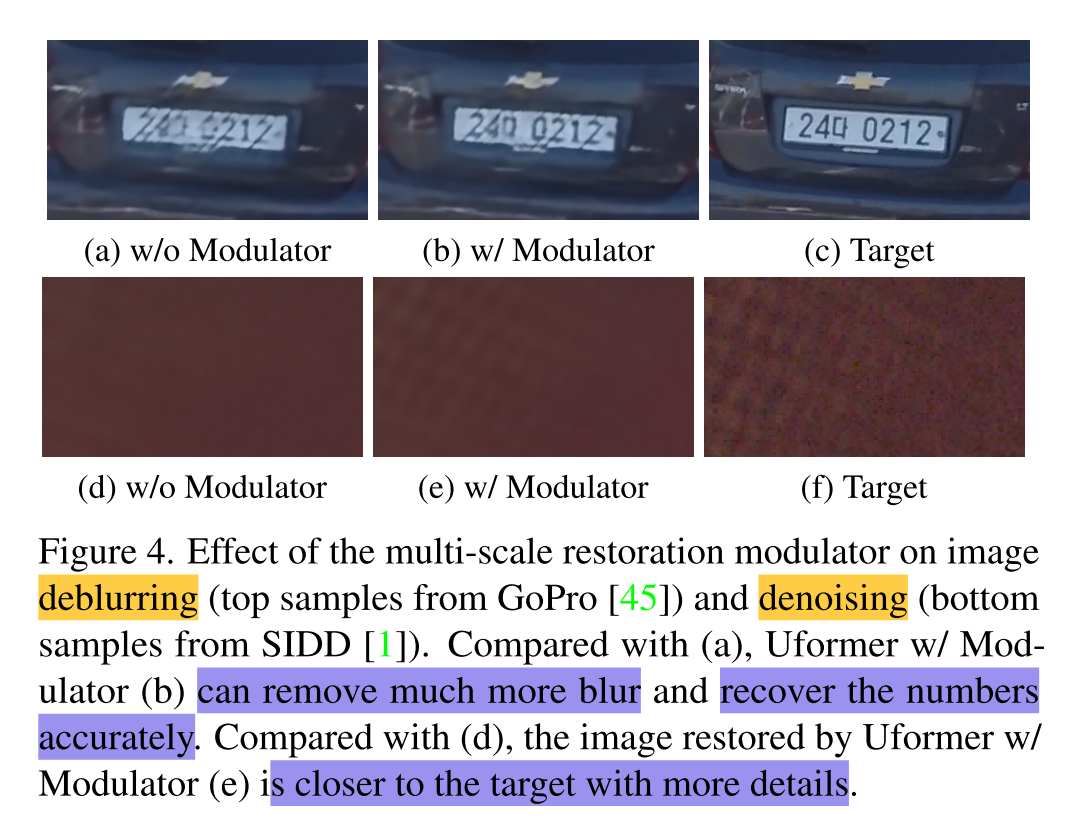 240 0212
240 0212
24호 0212
(a) w/o Modulator
(b) w/ Modulator
(c) Target
(d) w/o Modulator
(e) w/ Modulator
(f) Target
Figure 4. Effect of the multi-scale restoration modulator on image
deblurring (top samples from GoPro [45]) and denoising (bottom
samples from SIDD [1]). Compared with (a), Uformer w/ Mod-
ulator (b) can remove much more blur and recover the numbers
accurately. Compared with (d), the image restored by Uformer w/
Modulator (e) is closer to the target with more details.